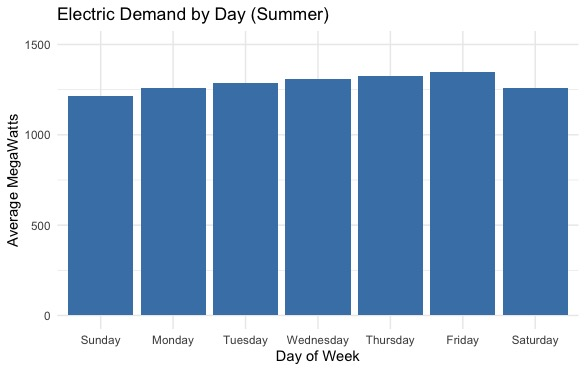 Electric Demand by Day (Summer)
Average MegaWatts
1500
1000
500
0
Sunday Monday Tuesday Wednesday Thursday Friday Saturday
Day of Week